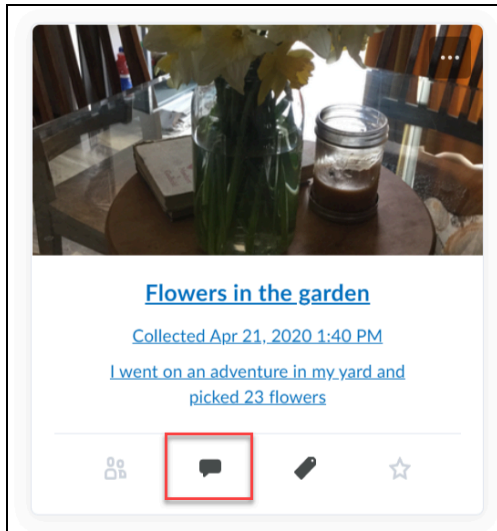 Flowers in the garden
Collected Apr 21, 2020 1:40 PM
I went on an adventure in my yard and
picked 23 flowers